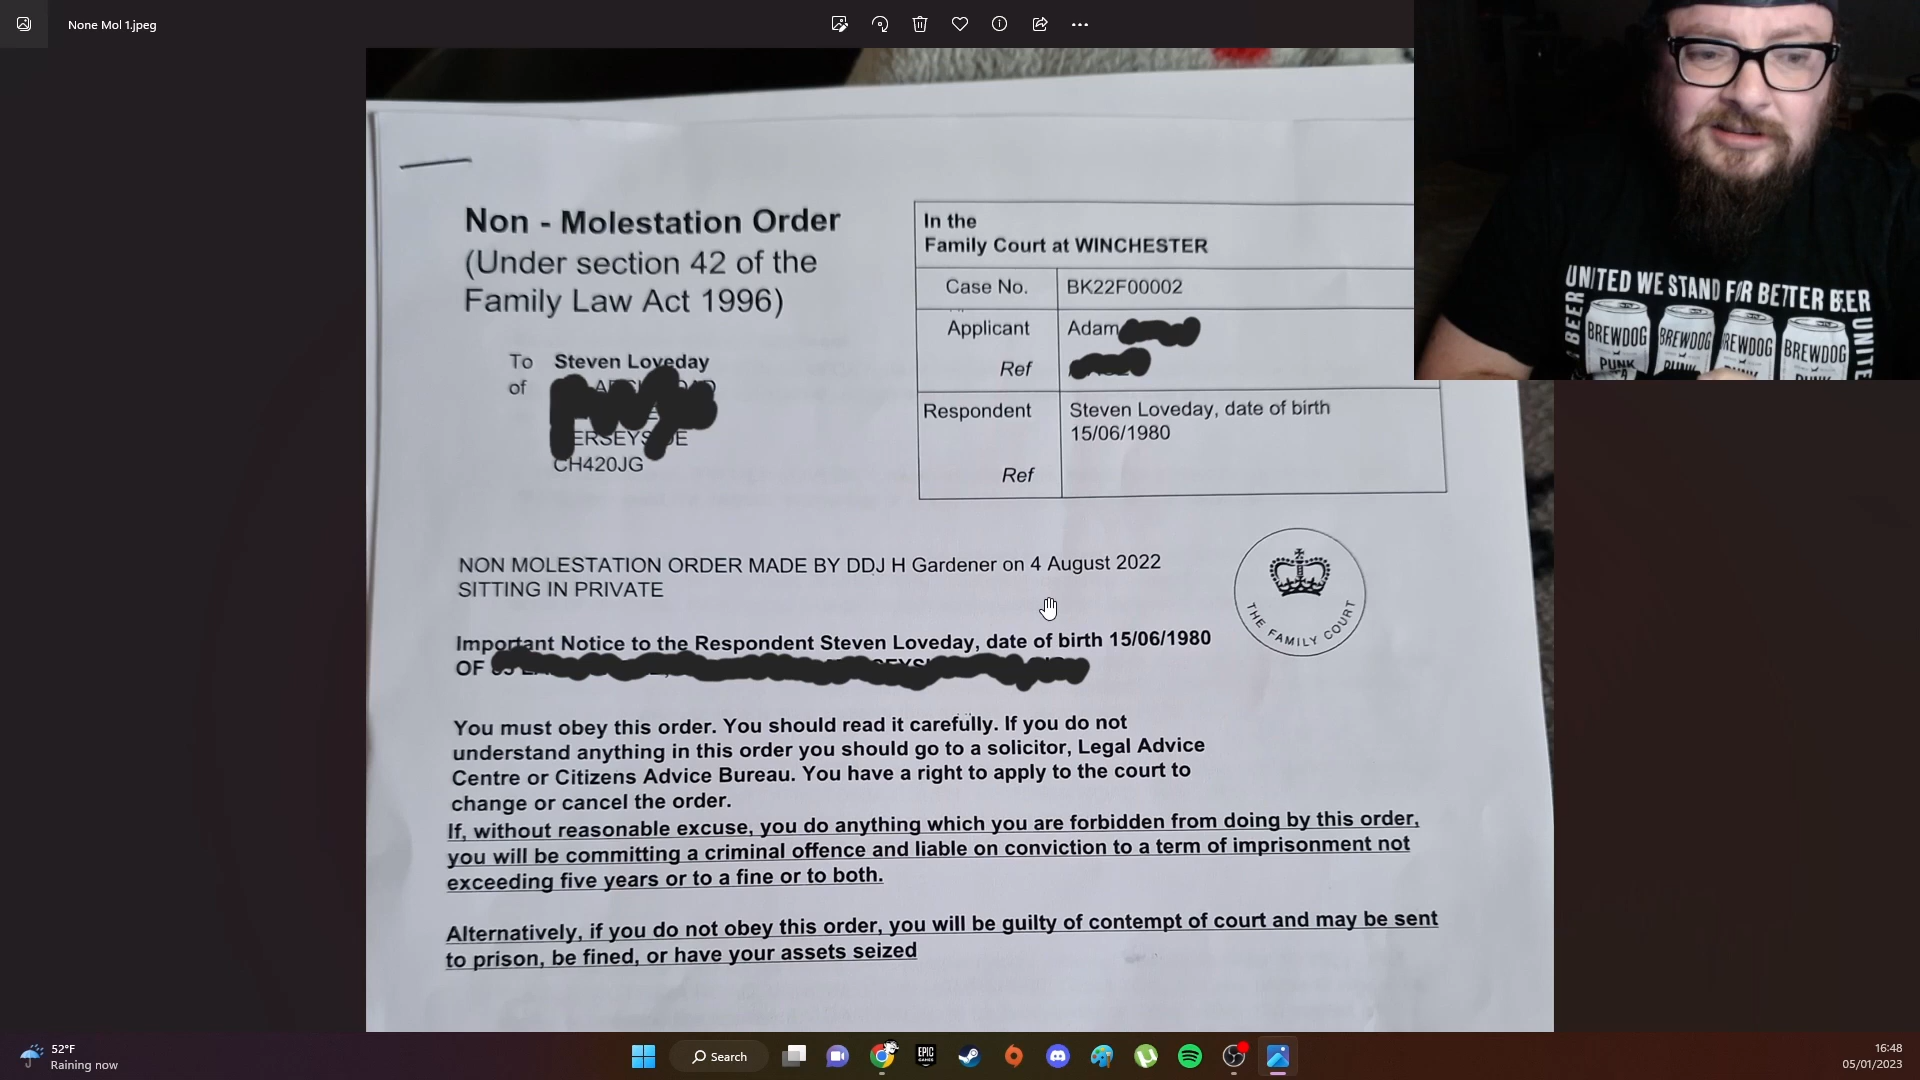 None Mol 1.jpeg
Non - Molestation Order
(Under section 42 of the
Family Law Act 1996)
To Steven Loveday
of
CH420JG
In the
Family Court at WINCHESTER
Case No. BK22F00002
Applicant Adam
Ref
Respondent Steven Loveday, date of birth
15/06/1980
Ref
NON MOLESTATION ORDER MADE BY DDJ H Gardener on 4 August 2022
SITTING IN PRIVATE
THE FAMILY COURT
Important Notice to the Respondent Steven Loveday, date of birth 15/06/1980
OF
You must obey this order. You should read it carefully. If you do not
understand anything in this order you should go to a solicitor, Legal Advice
Centre or Citizens Advice Bureau. You have a right to apply to the court to
change or cancel the order.
If, without reasonable excuse, you do anything which you are forbidden from doing by this order,
you will be committing a criminal offence and liable on conviction to a term of imprisonment not
exceeding five years or to a fine or to both.
Alternatively, if you do not obey this order, you will be guilty of contempt of court and may be sent
to prison, be fined, or have your assets seized
UNITED WE STAND FOR BETTER BEER
BEER
UNITE
BREWDOG BREWDOG BREWDOG BREWDOG
PUNK PUNK PUNK
52°F
Raining now
Search
EPIC GAMES
16:48
05/01/2023